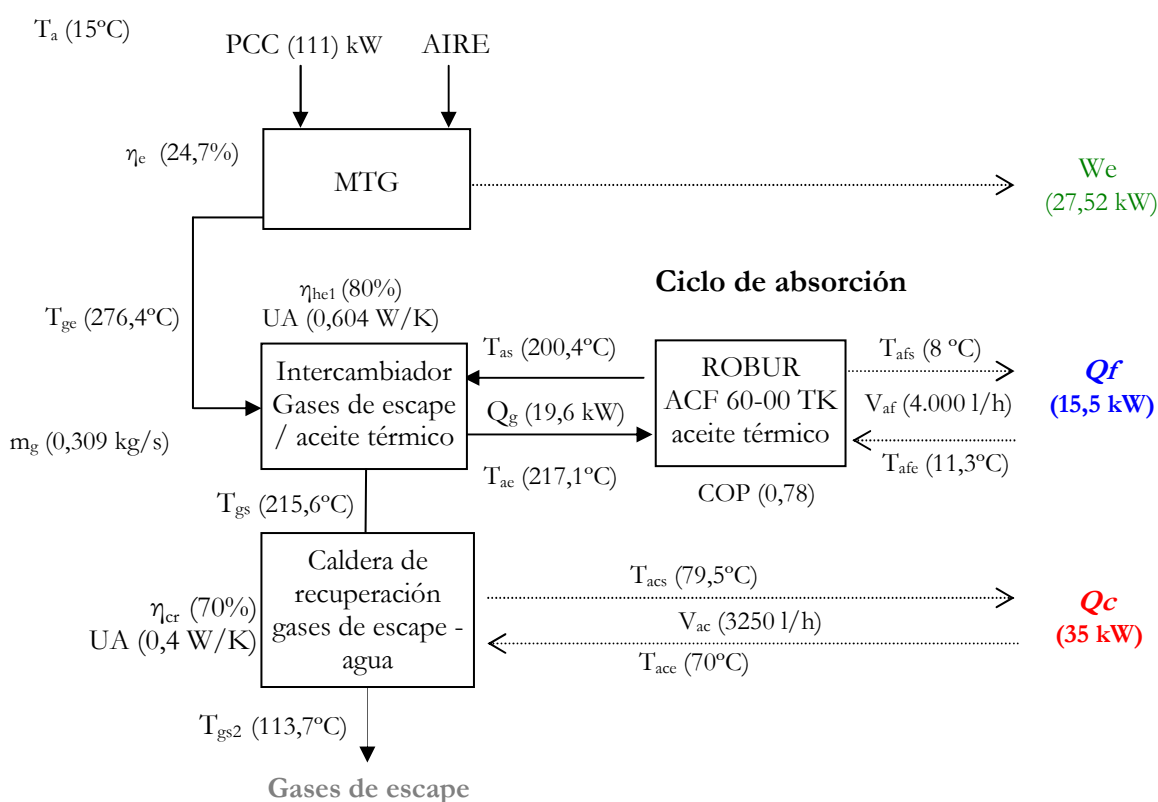 Ta (15ºC)
PCC (111) kW
AIRE
ηe (24,7%)
MTG
We
(27,52 kW)
Ciclo de absorción
ηhe1 (80%)
UA (0,604 W/K)
Tge (276,4ºC)
Intercambiador
Gases de escape
/ aceite térmico
Tas (200,4ºC)
Qg (19,6 kW)
Tae (217,1ºC)
ROBUR
ACF 60-00 TK
aceite térmico
COP (0,78)
Tafs (8 ºC)
Vaf (4.000 l/h)
Tafe (11,3ºC)
Qf
(15,5 kW)
mg (0,309 kg/s)
Tgs (215,6ºC)
Caldera de
recuperación
gases de escape -
agua
ηcr (70%)
UA (0,4 W/K)
Tacs (79,5ºC)
Vac (3250 l/h)
Tace (70ºC)
Qc
(35 kW)
Tgs2 (113,7ºC)
Gases de escape